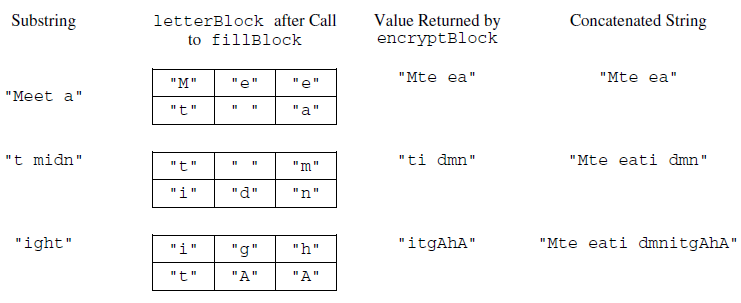 Substring letterBlock after Call to fillBlock Value Returned by encryptBlock Concatenated String
"Meet a" "M" "e" "e" "Mte ea" "Mte ea"
"t" " " "a"
"t midn" "t" " " "m" "ti dmn" "Mte eati dmn"
"i" "d" "n"
"ight" "i" "g" "h" "itgAhA" "Mte eati dmnitgAhA"
"t" "A" "A"